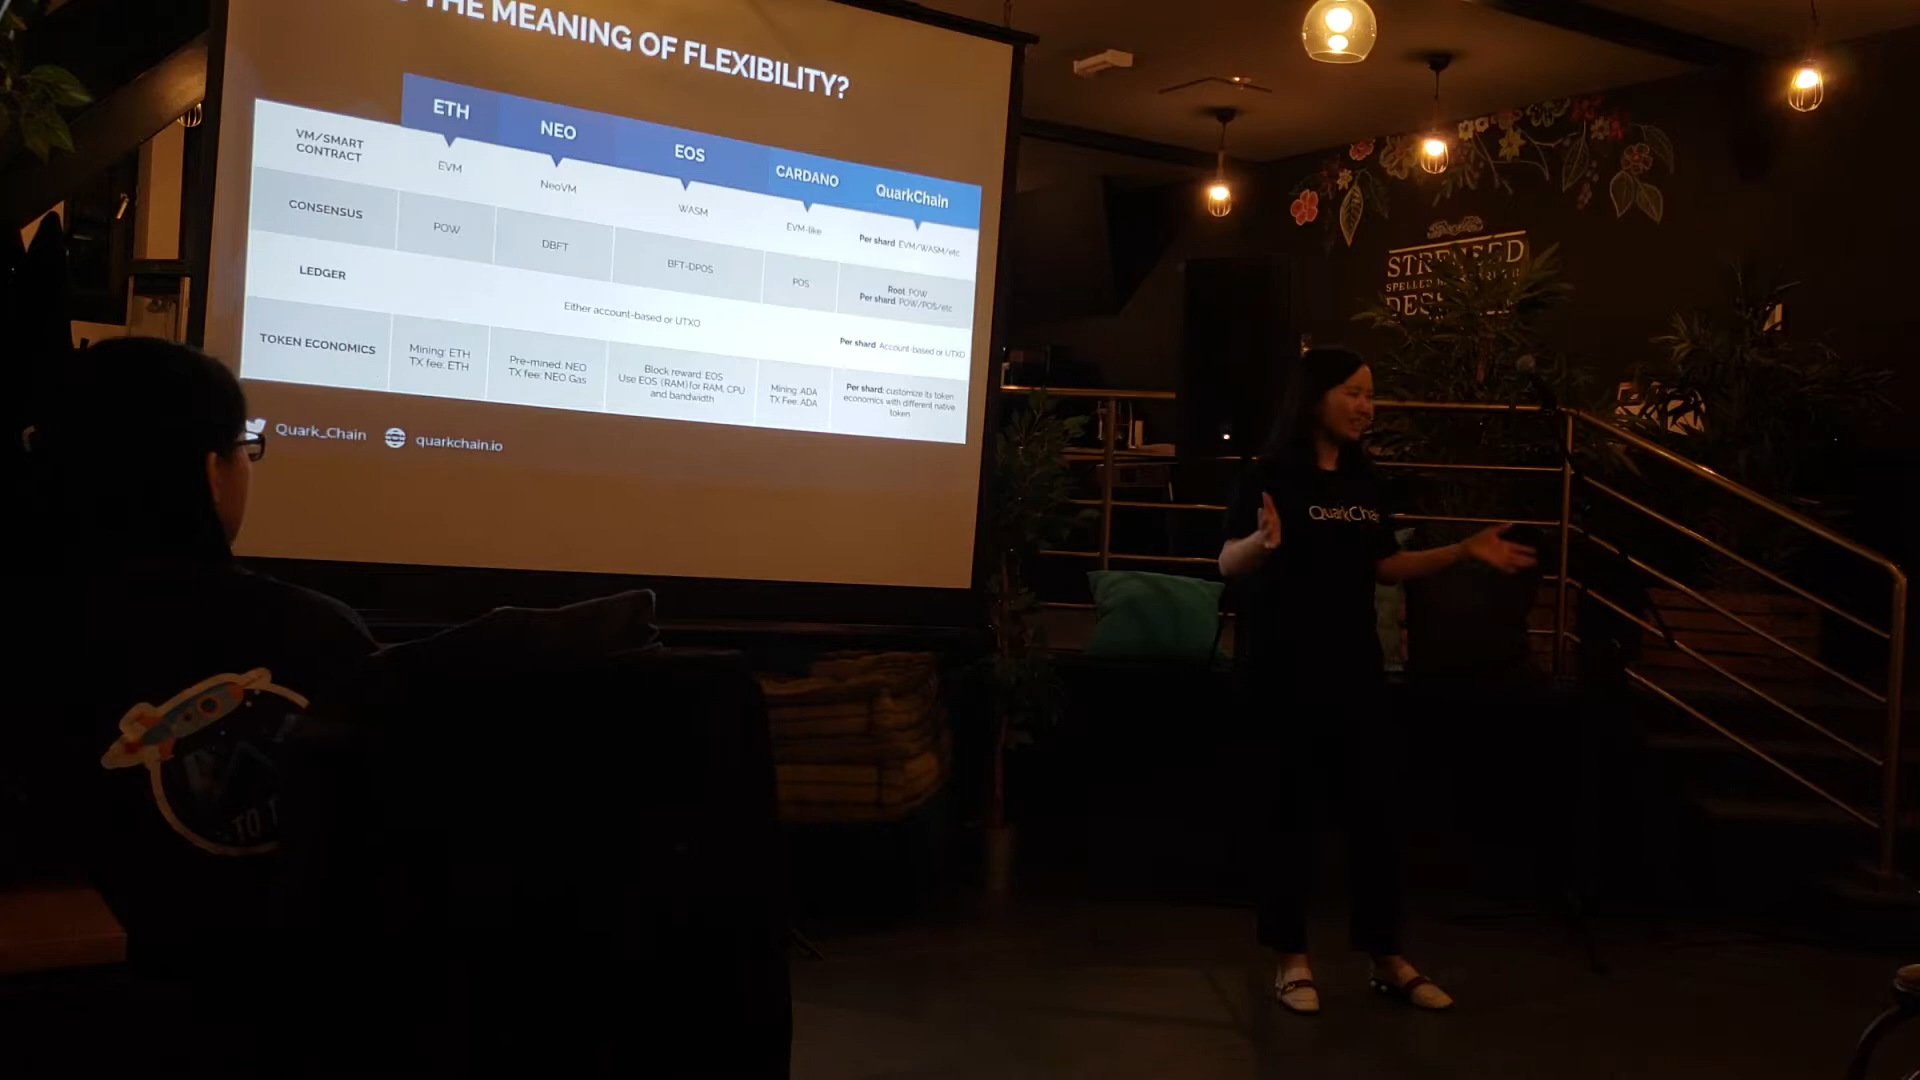 THE MEANING OF FLEXIBILITY?
ETH NEO EOS CARDANO QuarkChain
VM/SMART CONTRACT
EVM NeoVM WASM EVM-like Per shard: EVM/WASM/etc
CONSENSUS
POW DBFT BFT-DPOS POS
Root: POW
Per shard: POW/POS/etc
LEDGER
Either account-based or UTXO
Per shard: Account-based or UTXO
TOKEN ECONOMICS
Mining: ETH
TX fee: ETH
Pre-mined: NEO
TX fee: NEO Gas
Block reward: EOS
Use EOS (RAM) for RAM, CPU
and bandwidth
Mining: ADA
TX Fee: ADA
Per shard: customize its token
economics with different native
token
Quark_Chain quarkchain.io
QuarkCha
STRESSED
SPELLED
TO